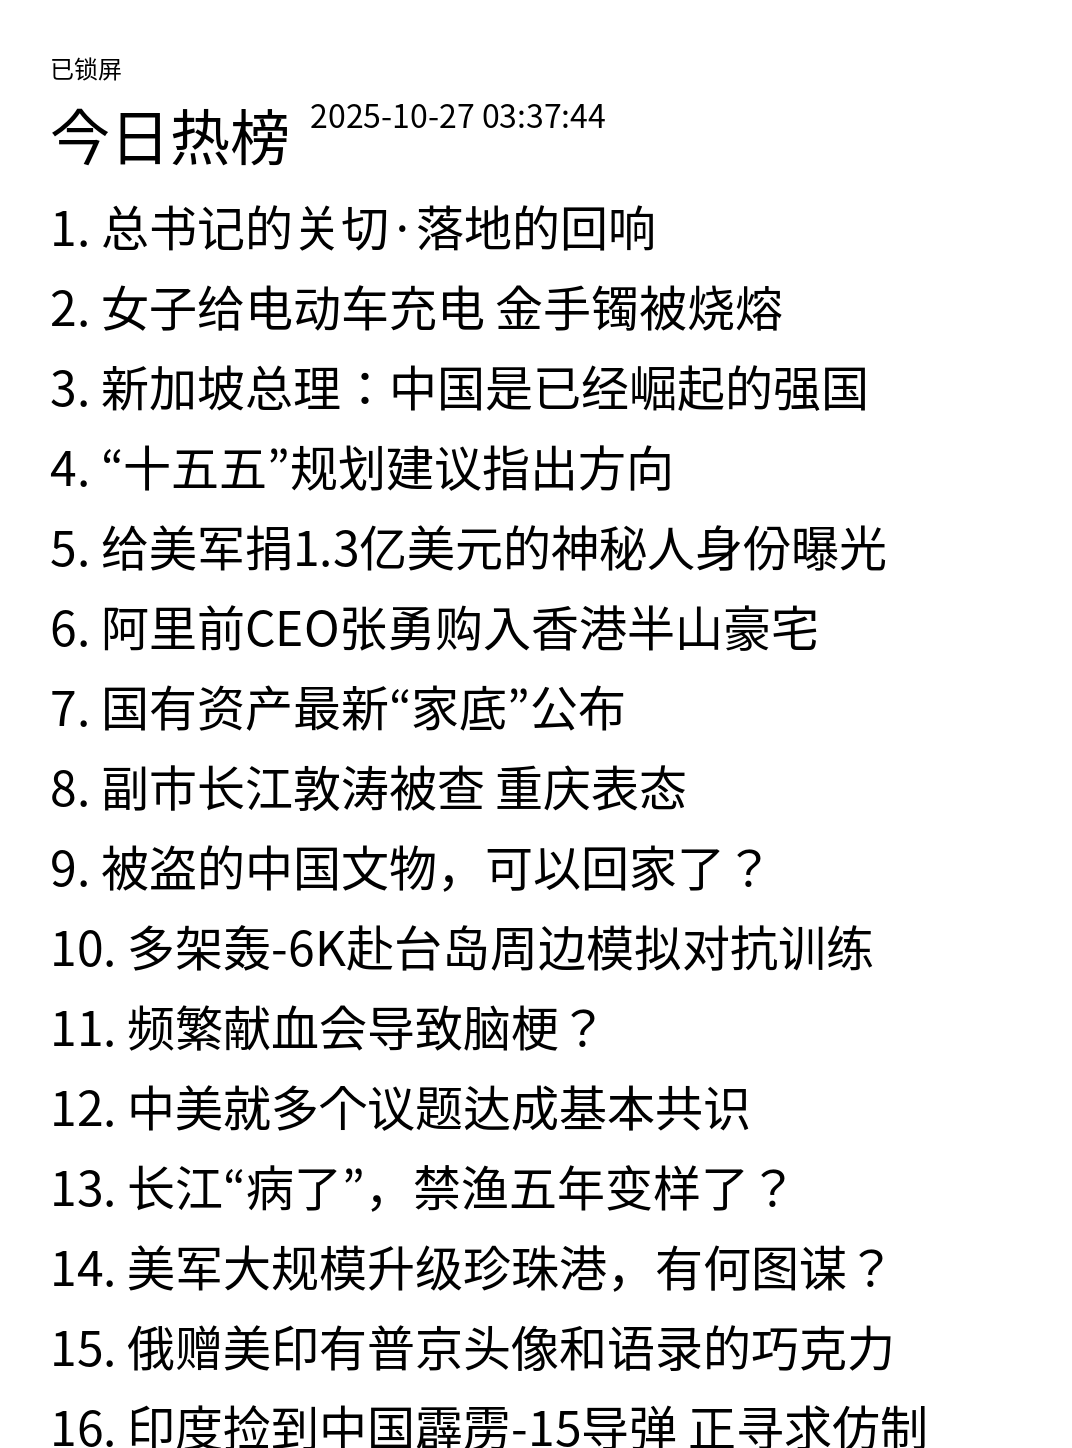 已锁屏
今日热榜 2025-10-27 03:37:44
1. 总书记的关切·落地的回响
2. 女子给电动车充电 金手镯被烧熔
3. 新加坡总理：中国是已经崛起的强国
4. “十五五”规划建议指出方向
5. 给美军捐1.3亿美元的神秘人身份曝光
6. 阿里前CEO张勇购入香港半山豪宅
7. 国有资产最新“家底”公布
8. 副市长江敦涛被查 重庆表态
9. 被盗的中国文物，可以回家了？
10. 多架轰-6K赴台岛周边模拟对抗训练
11. 频繁献血会导致脑梗？
12. 中美就多个议题达成基本共识
13. 长江“病了”，禁渔五年变样了？
14. 美军大规模升级珍珠港，有何图谋？
15. 俄赠美印有普京头像和语录的巧克力
16. 印度捡到中国霹雳-15导弹 正寻求仿制